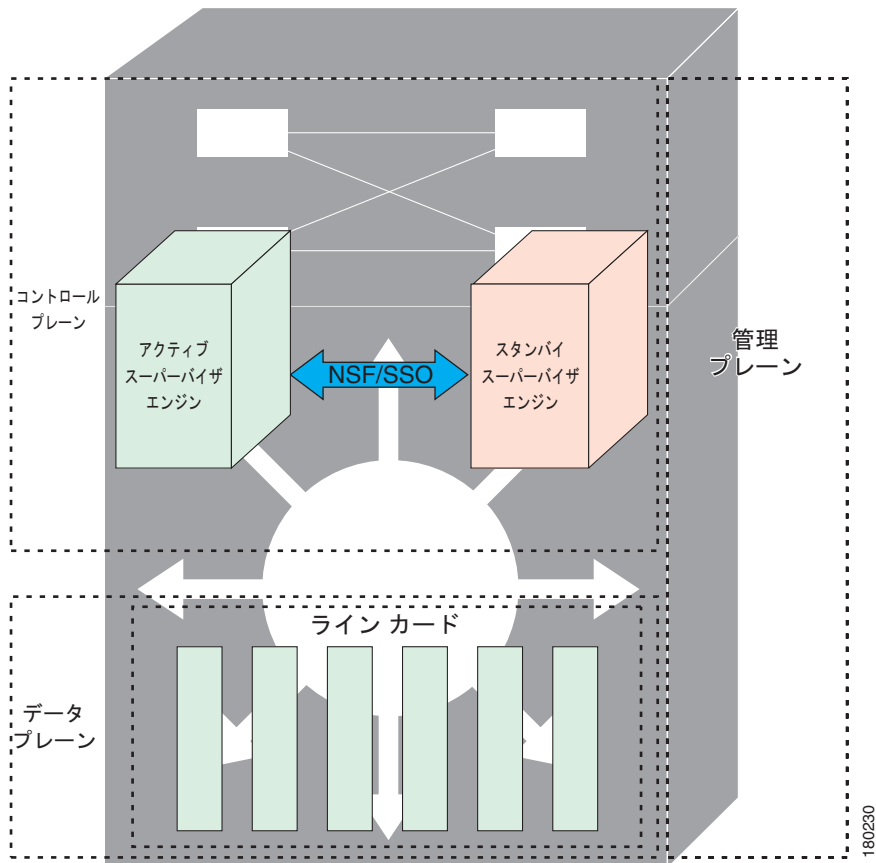 コントロール
プレーン
アクティブ
スーパーバイザ
エンジン
NSF/SSO
スタンバイ
スーパーバイザ
エンジン
管理
プレーン
ライン カード
データ
プレーン
180230